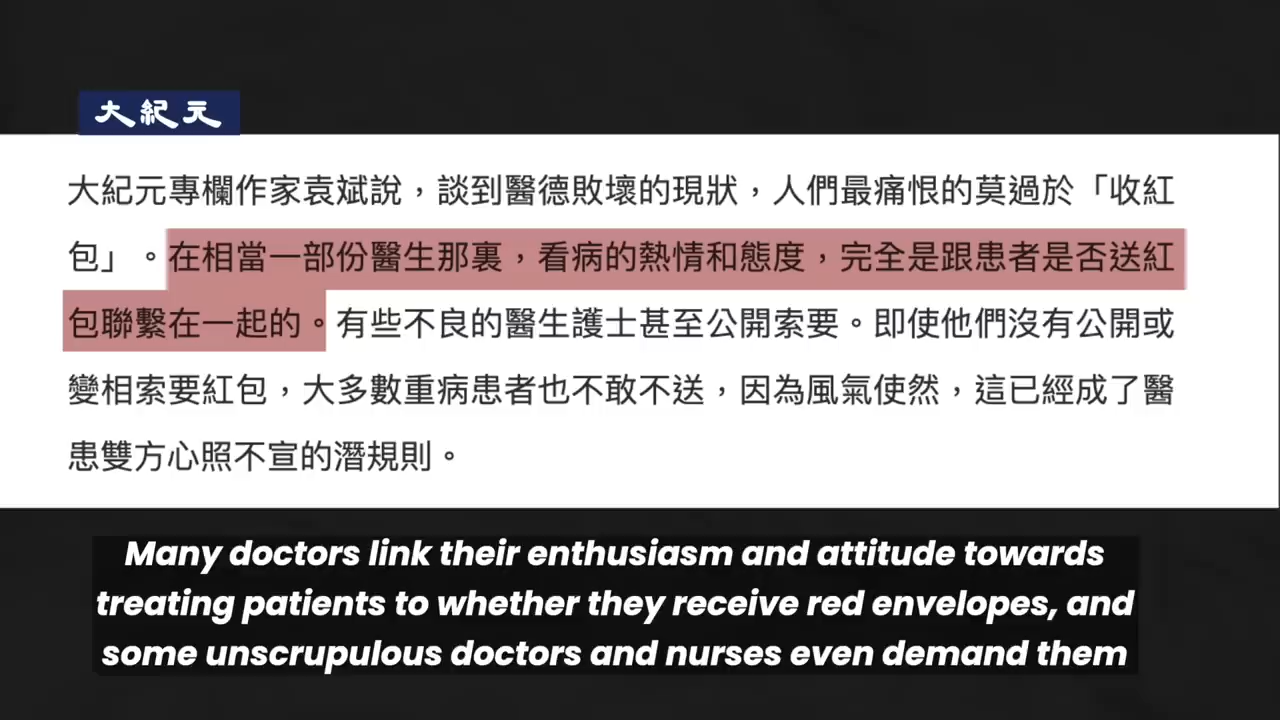 大紀元
大紀元專欄作家袁斌說，談到醫德敗壞的現狀，人們最痛恨的莫過於「收紅
包」。在相當一部份醫生那裏，看病的熱情和態度，完全是跟患者是否送紅
包聯繫在一起的。有些不良的醫生護士甚至公開索要。即使他們沒有公開或
變相索要紅包，大多數重病患者也不敢不送，因為風氣使然，這已經成了醫
患雙方心照不宣的潛規則。
Many doctors link their enthusiasm and attitude towards
treating patients to whether they receive red envelopes, and
some unscrupulous doctors and nurses even demand them